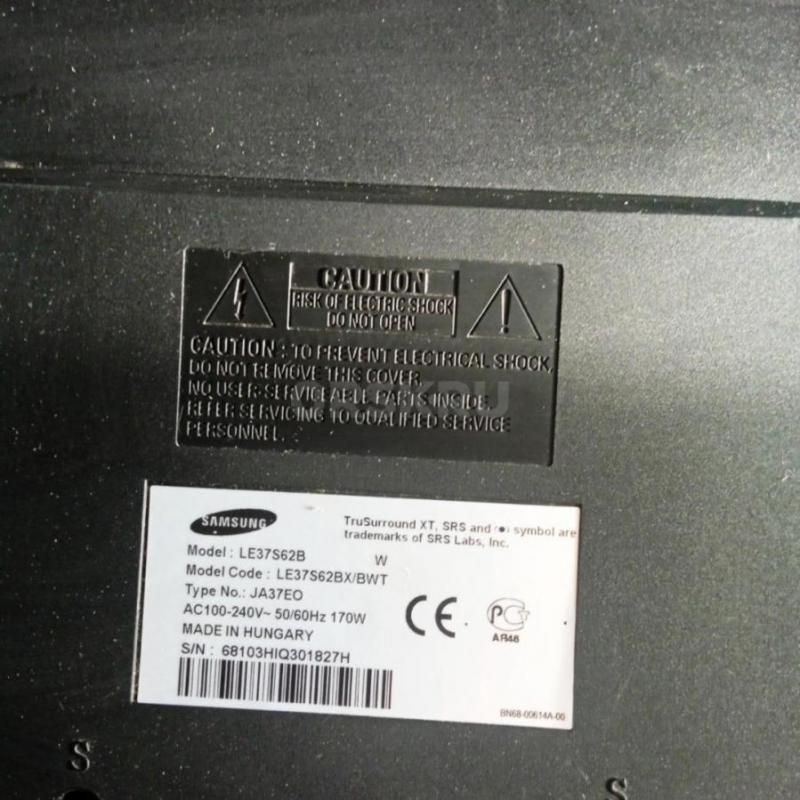 CAUTION
RISK OF ELECTRIC SHOCK
DO NOT OPEN
CAUTION : TO PREVENT ELECTRICAL SHOCK,
DO NOT REMOVE THIS COVER.
NO USER-SERVICEABLE PARTS INSIDE.
REFER SERVICING TO QUALIFIED SERVICE
PERSONNEL.
SAMSUNG
TruSurround XT, SRS and (●) symbol are
trademarks of SRS Labs, Inc.
Model : LE37S62B W
Model Code : LE37S62BX/BWT
Type No.: JA37EO
AC100-240V~ 50/60Hz 170W
MADE IN HUNGARY
S/N : 68103HIQ301827H
CE
РСТ
АЯ46
BN68-00614A-00
S
S